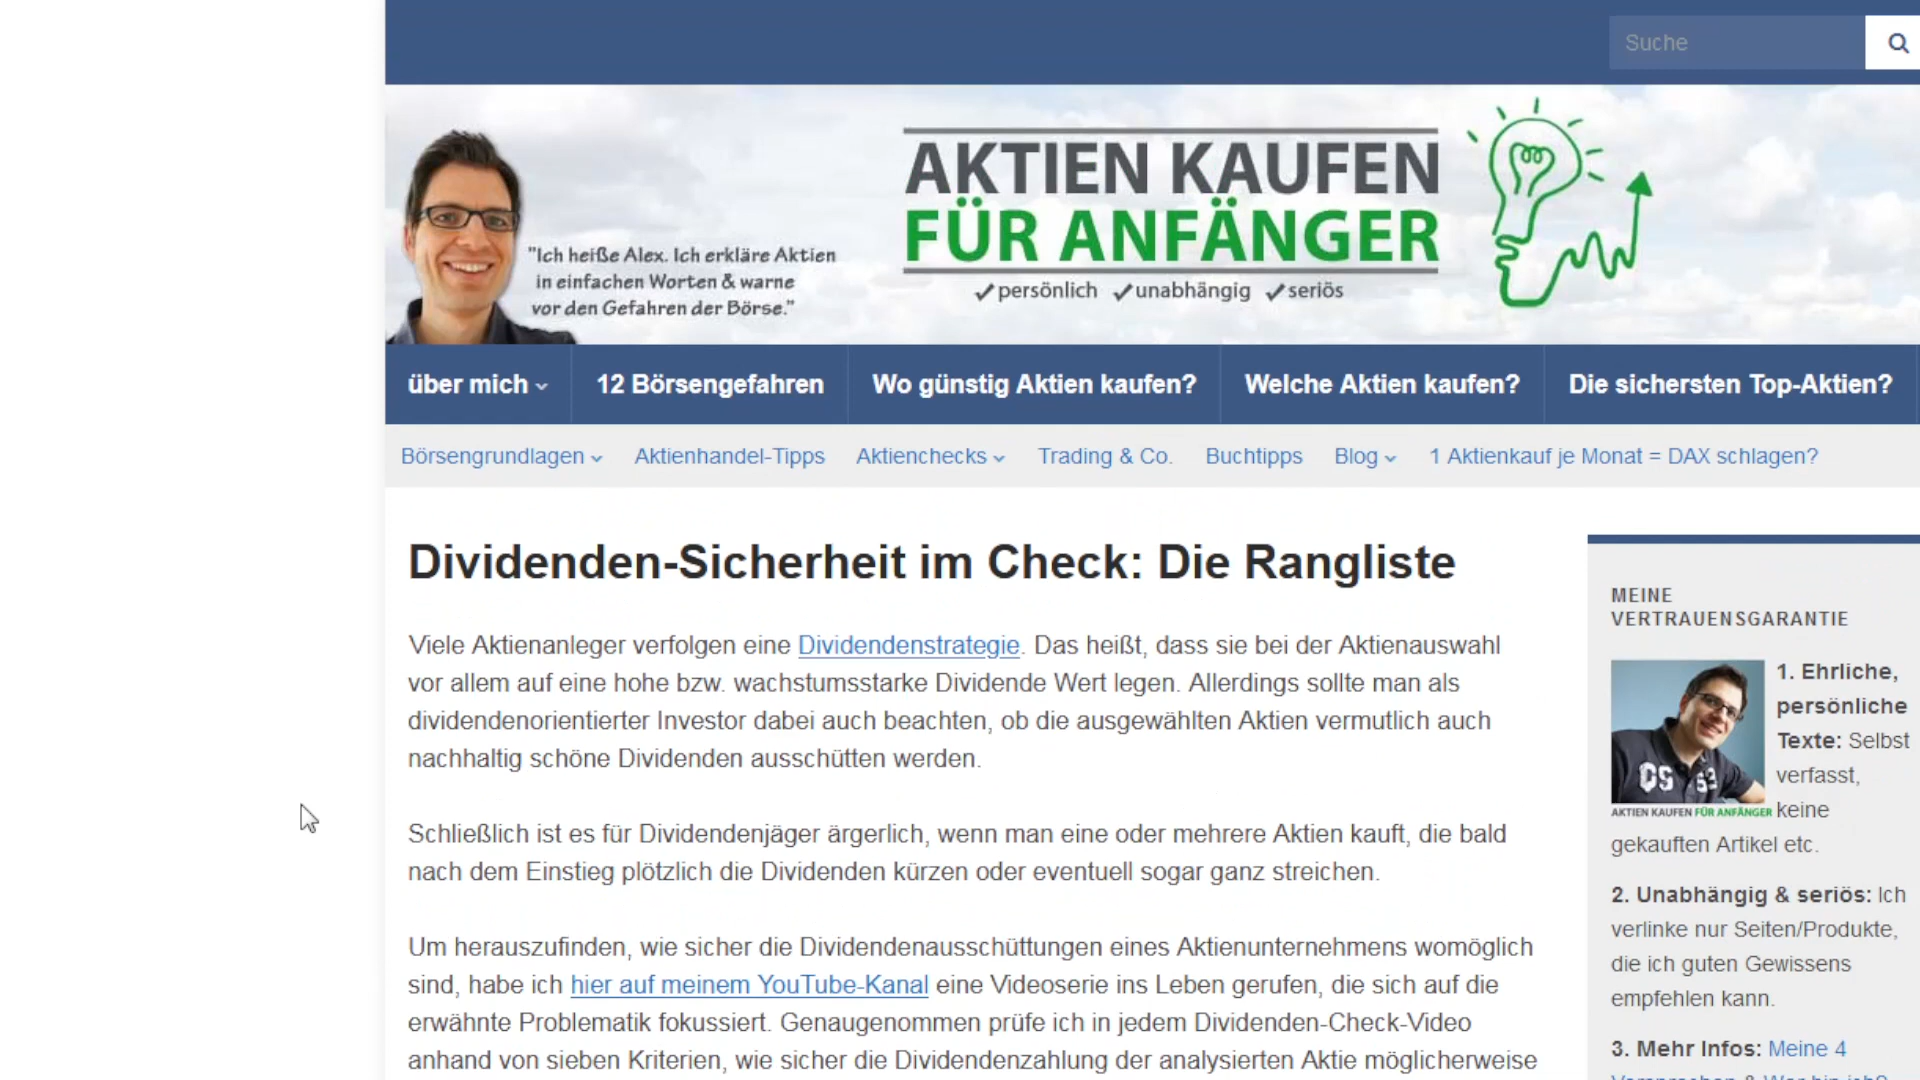 Suche
"Ich heiße Alex. Ich erkläre Aktien
in einfachen Worten & warne
vor den Gefahren der Börse."
AKTIEN KAUFEN
FÜR ANFÄNGER
persönlich unabhängig seriös
über mich
12 Börsengefahren
Wo günstig Aktien kaufen?
Welche Aktien kaufen?
Die sichersten Top-Aktien?
Börsengrundlagen
Aktienhandel-Tipps
Aktienchecks
Trading & Co.
Buchtipps
Blog
1 Aktienkauf je Monat = DAX schlagen?
Dividenden-Sicherheit im Check: Die Rangliste
Viele Aktienanleger verfolgen eine Dividendenstrategie. Das heißt, dass sie bei der Aktienauswahl
vor allem auf eine hohe bzw. wachstumsstarke Dividende Wert legen. Allerdings sollte man als
dividendenorientierter Investor dabei auch beachten, ob die ausgewählten Aktien vermutlich auch
nachhaltig schöne Dividenden ausschütten werden.
Schließlich ist es für Dividendenjäger ärgerlich, wenn man eine oder mehrere Aktien kauft, die bald
nach dem Einstieg plötzlich die Dividenden kürzen oder eventuell sogar ganz streichen.
Um herauszufinden, wie sicher die Dividendenausschüttungen eines Aktienunternehmens womöglich
sind, habe ich hier auf meinem YouTube-Kanal eine Videoserie ins Leben gerufen, die sich auf die
erwähnte Problematik fokussiert. Genaugenommen prüfe ich in jedem Dividenden-Check-Video
anhand von sieben Kriterien, wie sicher die Dividendenzahlung der analysierten Aktie möglicherweise
MEINE
VERTRAUENSGARANTIE
AKTIEN KAUFEN FÜR ANFÄNGER
1. Ehrliche,
persönliche
Texte: Selbst
verfasst,
keine
gekauften Artikel etc.
2. Unabhängig & seriös: Ich
verlinke nur Seiten/Produkte,
die ich guten Gewissens
empfehlen kann.
3. Mehr Infos: Meine 4